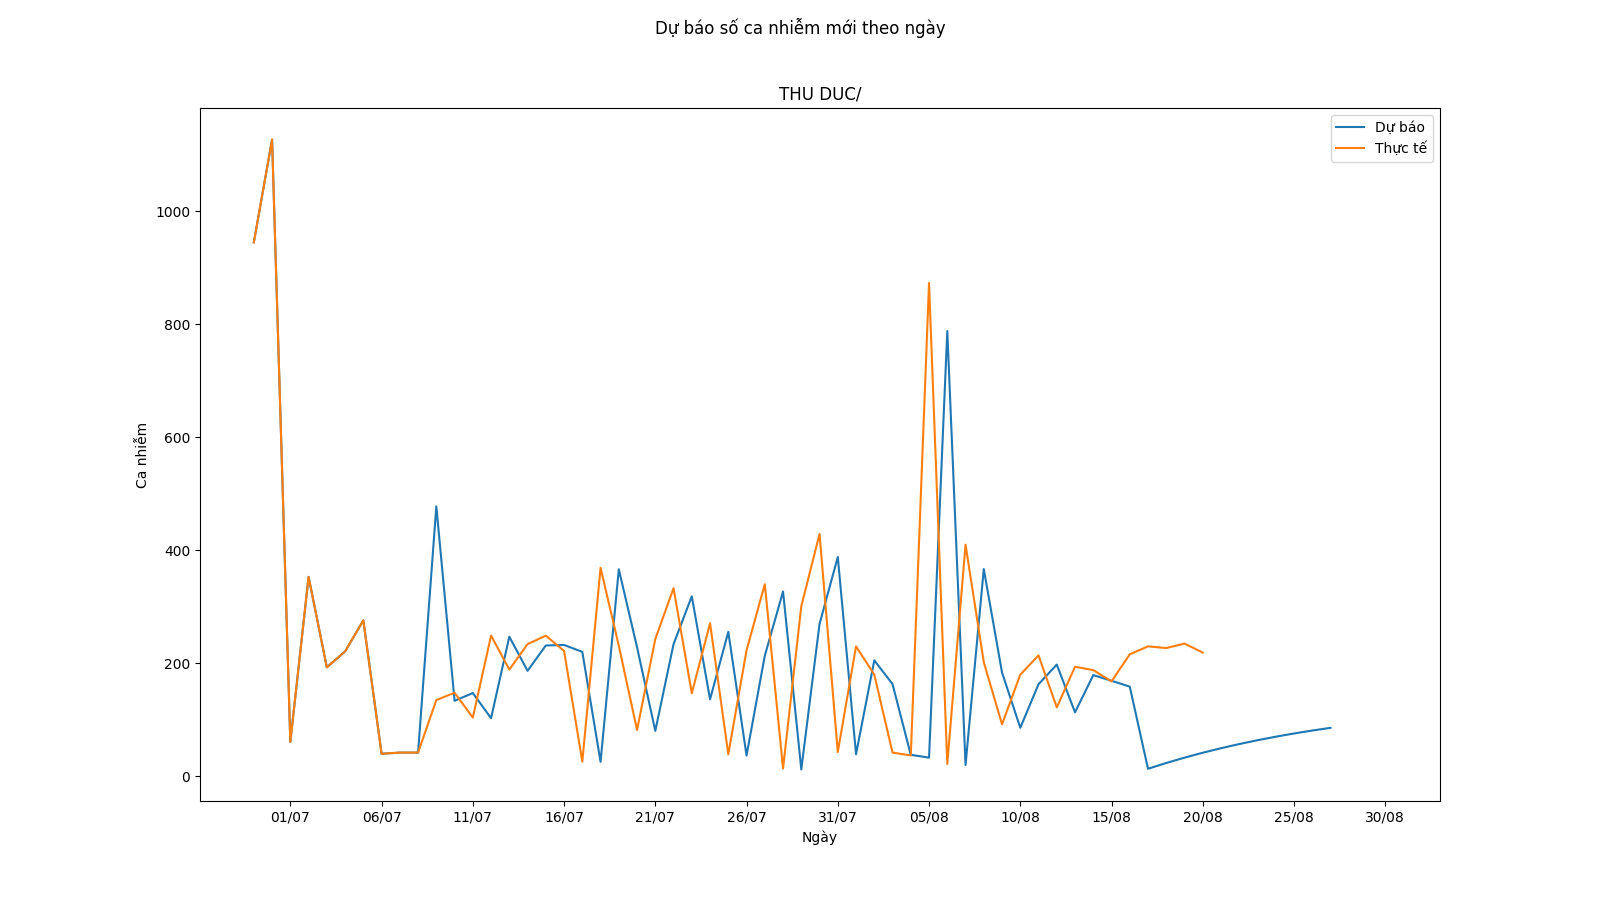 Dự báo số ca nhiễm mới theo ngày
THU DUC/
Dự báo
Thực tế
1000
800
600
400
200
0
Ca nhiễm
01/07 06/07 11/07 16/07 21/07 26/07 31/07 05/08 10/08 15/08 20/08 25/08 30/08
Ngày